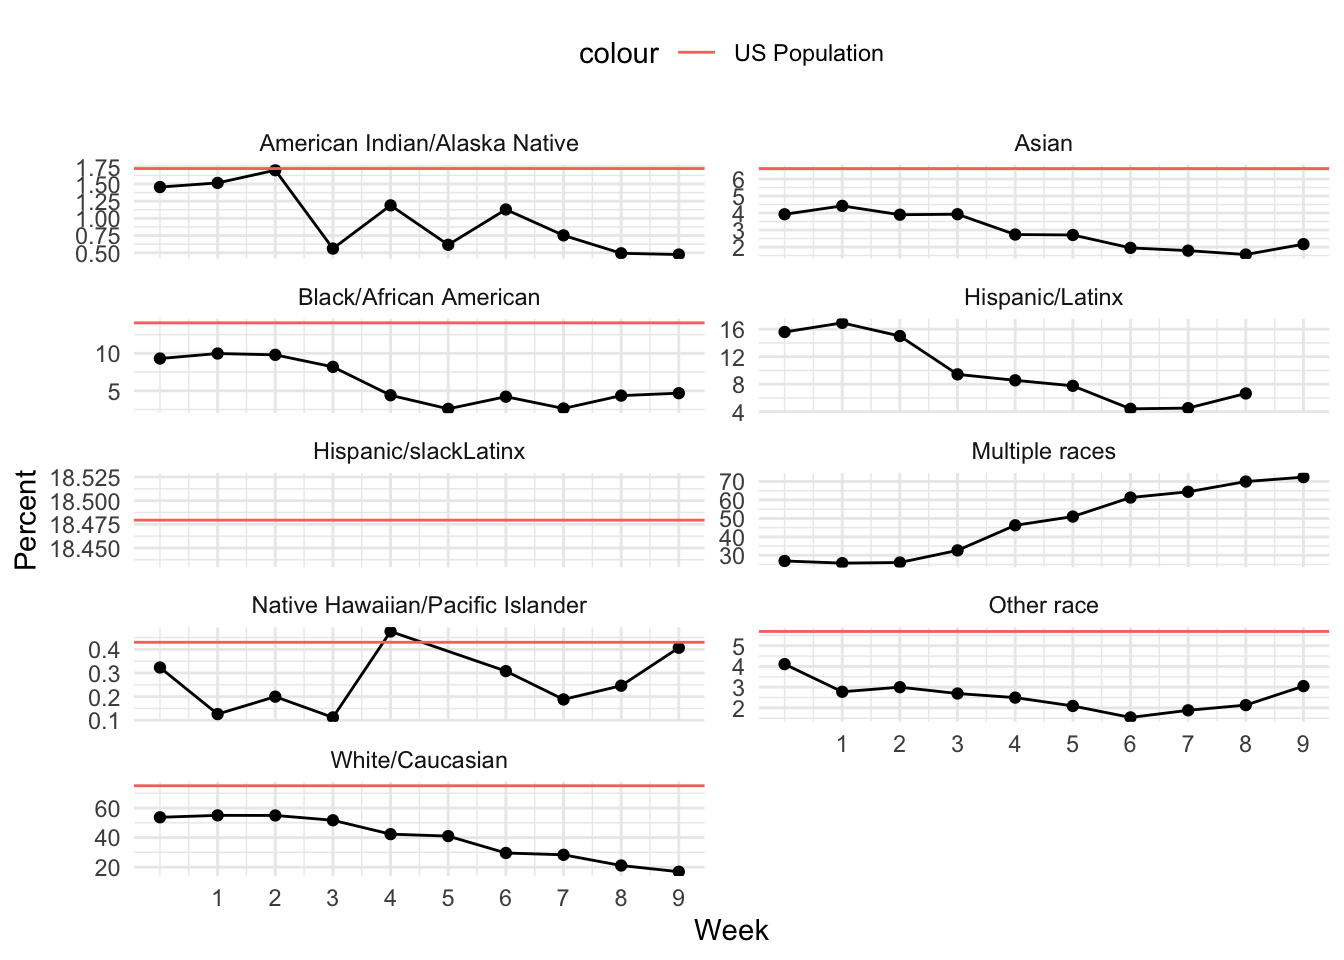 colour US Population
American Indian/Alaska Native
1.75
1.50
1.25
1.00
0.75
0.50
Asian
6
5
4
3
2
Black/African American
10
5
Hispanic/Latinx
16
12
8
4
Hispanic/slackLatinx
18.525
18.500
18.475
18.450
Multiple races
70
60
50
40
30
Native Hawaiian/Pacific Islander
0.4
0.3
0.2
0.1
Other race
5
4
3
2
1 2 3 4 5 6 7 8 9
White/Caucasian
60
40
20
1 2 3 4 5 6 7 8 9
Percent
Week